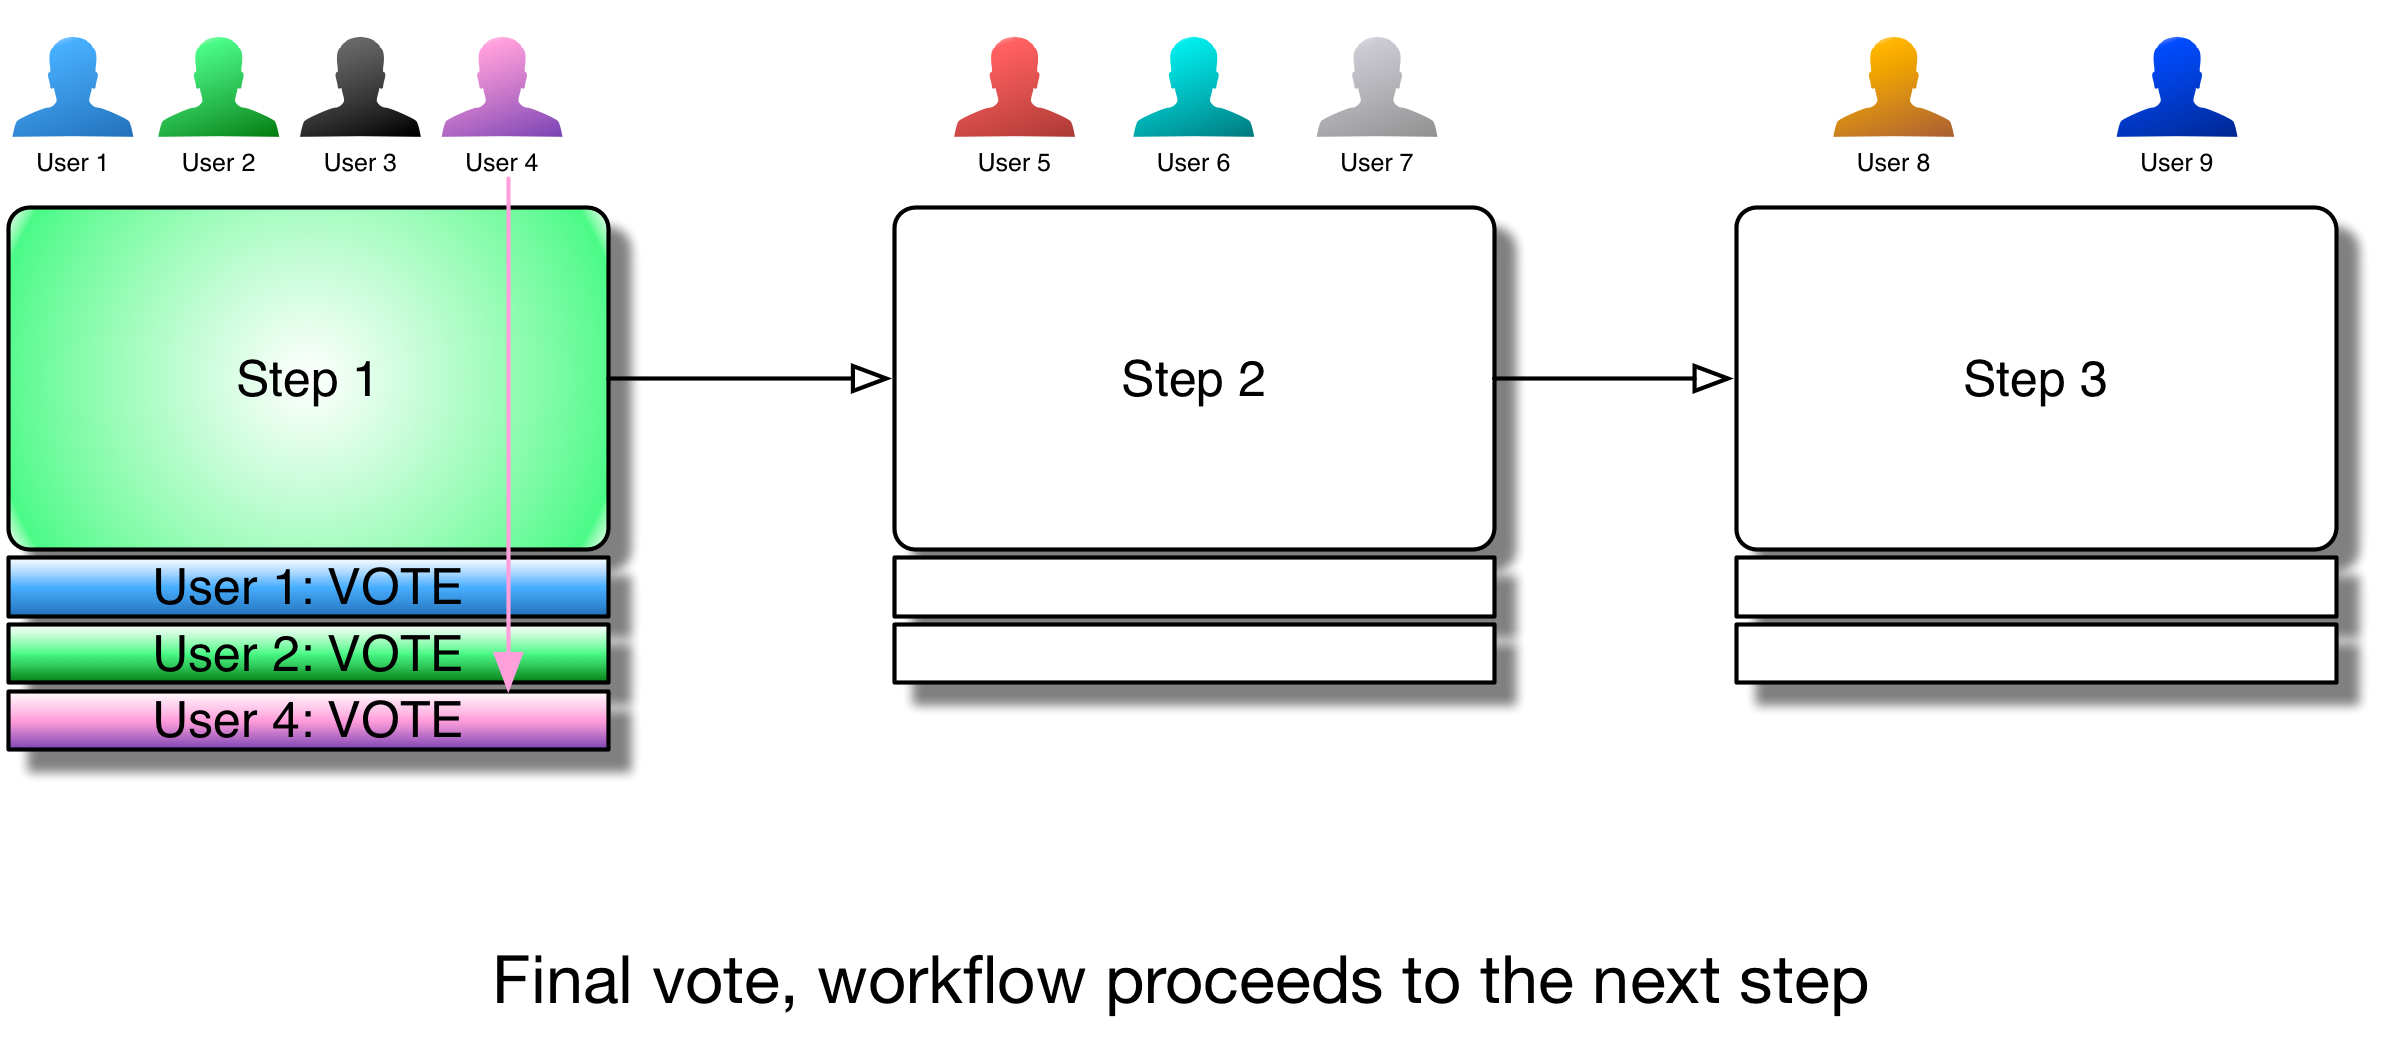 User 1
User 2
User 3
User 4
User 5
User 6
User 7
User 8
User 9
Step 1
Step 2
Step 3
User 1: VOTE
User 2: VOTE
User 4: VOTE
Final vote, workflow proceeds to the next step